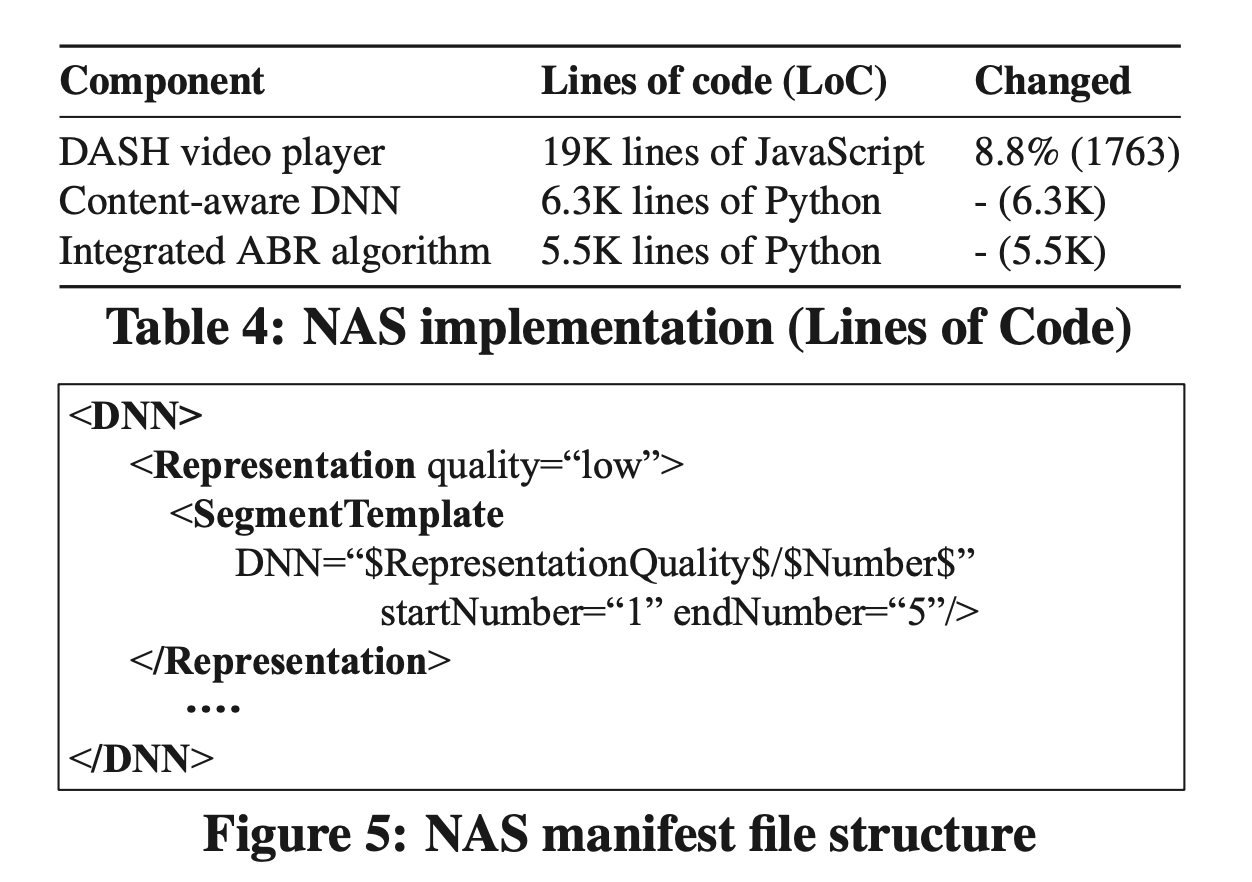 Component Lines of code (LoC) Changed
DASH video player 19K lines of JavaScript 8.8% (1763)
Content-aware DNN 6.3K lines of Python - (6.3K)
Integrated ABR algorithm 5.5K lines of Python - (5.5K)
Table 4: NAS implementation (Lines of Code)
<DNN>
<Representation quality=“low”>
<SegmentTemplate
DNN=“$RepresentationQuality$/$Number$”
startNumber=“1” endNumber=“5”/>
</Representation>
....
</DNN>
Figure 5: NAS manifest file structure